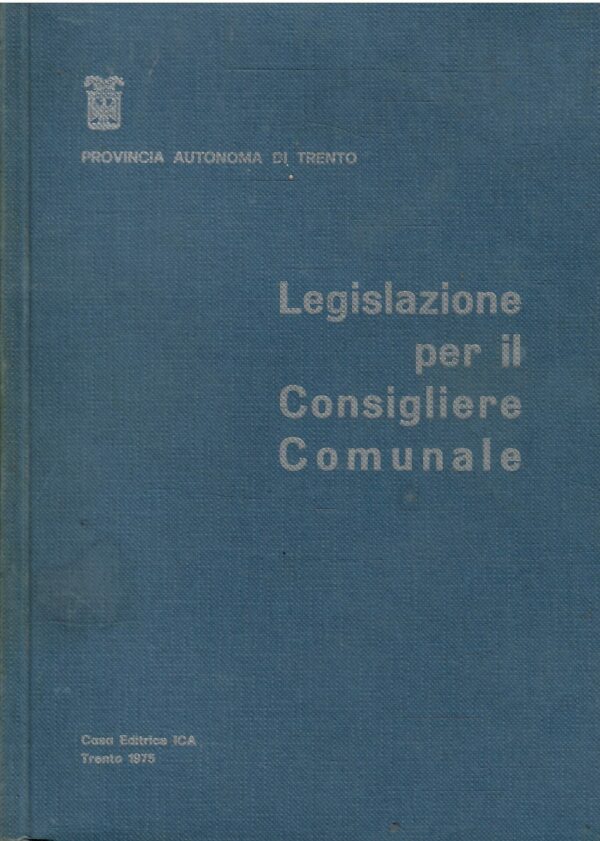 PROVINCIA AUTONOMA DI TRENTO
Legislazione
per il
Consigliere
Comunale
Casa Editrice ICA
Trento 1975